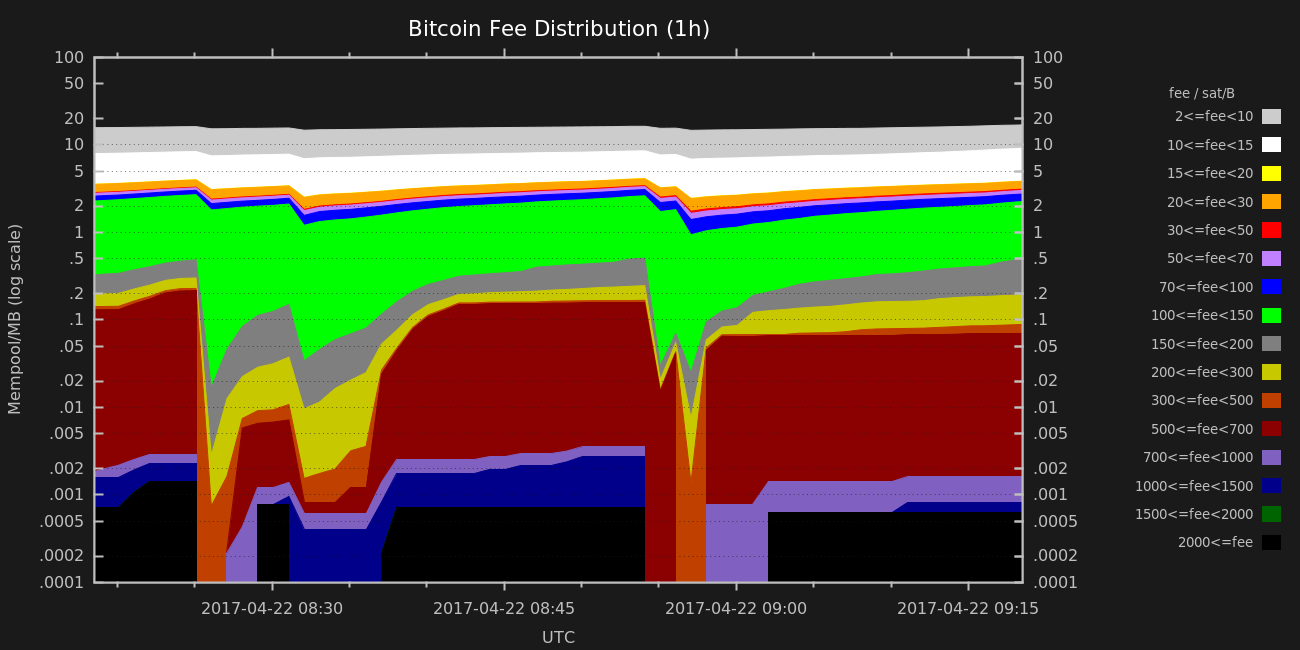 Bitcoin Fee Distribution (1h)
Mempool/MB (log scale)
100
50
20
10
5
2
1
.5
.2
.1
.05
.02
.01
.005
.002
.001
.0005
.0002
.0001
100
50
20
10
5
2
1
.5
.2
.1
.05
.02
.01
.005
.002
.001
.0005
.0002
.0001
fee / sat/B
2<=fee<10
10<=fee<15
15<=fee<20
20<=fee<30
30<=fee<50
50<=fee<70
70<=fee<100
100<=fee<150
150<=fee<200
200<=fee<300
300<=fee<500
500<=fee<700
700<=fee<1000
1000<=fee<1500
1500<=fee<2000
2000<=fee
2017-04-22 08:30 2017-04-22 08:45 2017-04-22 09:00 2017-04-22 09:15
UTC